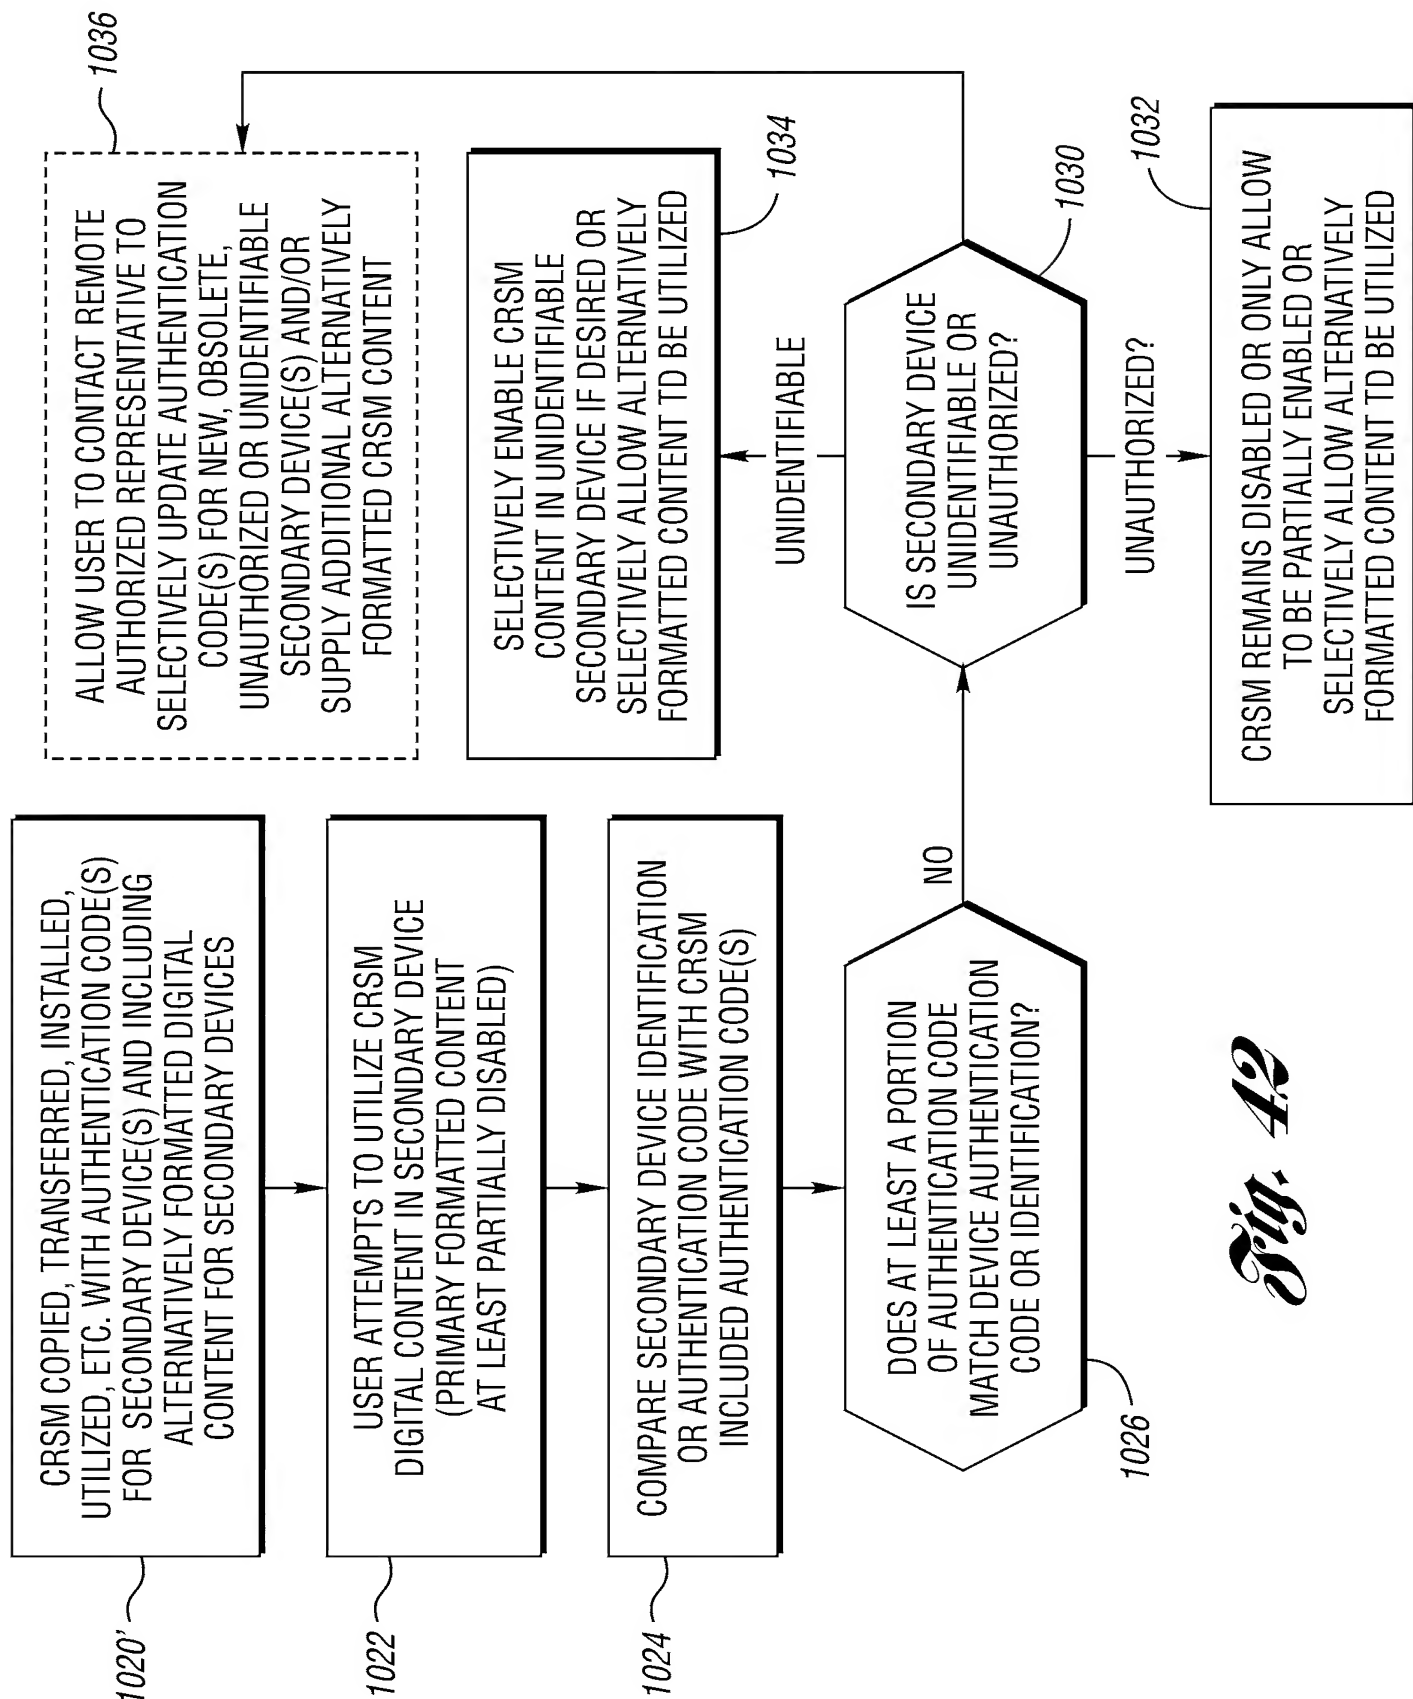 1020'
CRSM COPIED, TRANSFERRED, INSTALLED,
UTILIZED, ETC. WITH AUTHENTICATION CODE(S)
FOR SECONDARY DEVICE(S) AND INCLUDING
ALTERNATIVELY FORMATTED DIGITAL
CONTENT FOR SECONDARY DEVICES
1022
USER ATTEMPTS TO UTILIZE CRSM
DIGITAL CONTENT IN SECONDARY DEVICE
(PRIMARY FORMATTED CONTENT
AT LEAST PARTIALLY DISABLED)
1024
COMPARE SECONDARY DEVICE IDENTIFICATION
OR AUTHENTICATION CODE WITH CRSM
INCLUDED AUTHENTICATION CODE(S)
DOES AT LEAST A PORTION
OF AUTHENTICATION CODE
MATCH DEVICE AUTHENTICATION
CODE OR IDENTIFICATION?
1026
NO
IS SECONDARY DEVICE
UNIDENTIFIABLE OR
UNAUTHORIZED?
1030
UNIDENTIFIABLE
SELECTIVELY ENABLE CRSM
CONTENT IN UNIDENTIFIABLE
SECONDARY DEVICE IF DESIRED OR
SELECTIVELY ALLOW ALTERNATIVELY
FORMATTED CONTENT TD BE UTILIZED
1034
UNAUTHORIZED?
1032
CRSM REMAINS DISABLED OR ONLY ALLOW
TO BE PARTIALLY ENABLED OR
SELECTIVELY ALLOW ALTERNATIVELY
FORMATTED CONTENT TD BE UTILIZED
1036
ALLOW USER TO CONTACT REMOTE
AUTHORIZED REPRESENTATIVE TO
SELECTIVELY UPDATE AUTHENTICATION
CODE(S) FOR NEW, OBSOLETE,
UNAUTHORIZED OR UNIDENTIFIABLE
SECONDARY DEVICE(S) AND/OR
SUPPLY ADDITIONAL ALTERNATIVELY
FORMATTED CRSM CONTENT
Fig. 42